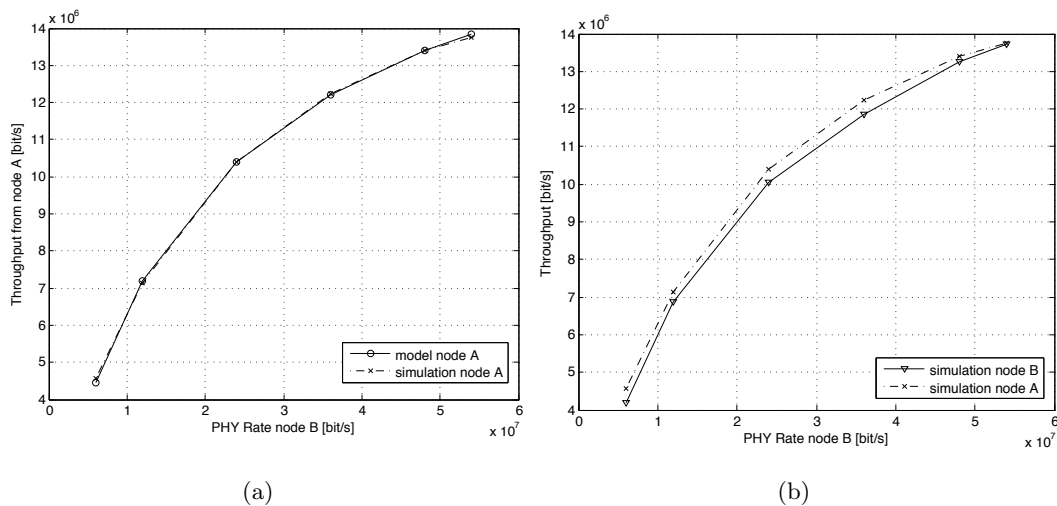 x 10^6
14
13
12
11
10
9
8
7
6
5
4
Throughput from node A [bit/s]
model node A
simulation node A
0 1 2 3 4 5 6
PHY Rate node B [bit/s]
x 10^7
(a)
x 10^6
14
13
12
11
10
9
8
7
6
5
4
Throughput [bit/s]
simulation node B
simulation node A
0 1 2 3 4 5 6
PHY Rate node B [bit/s]
x 10^7
(b)